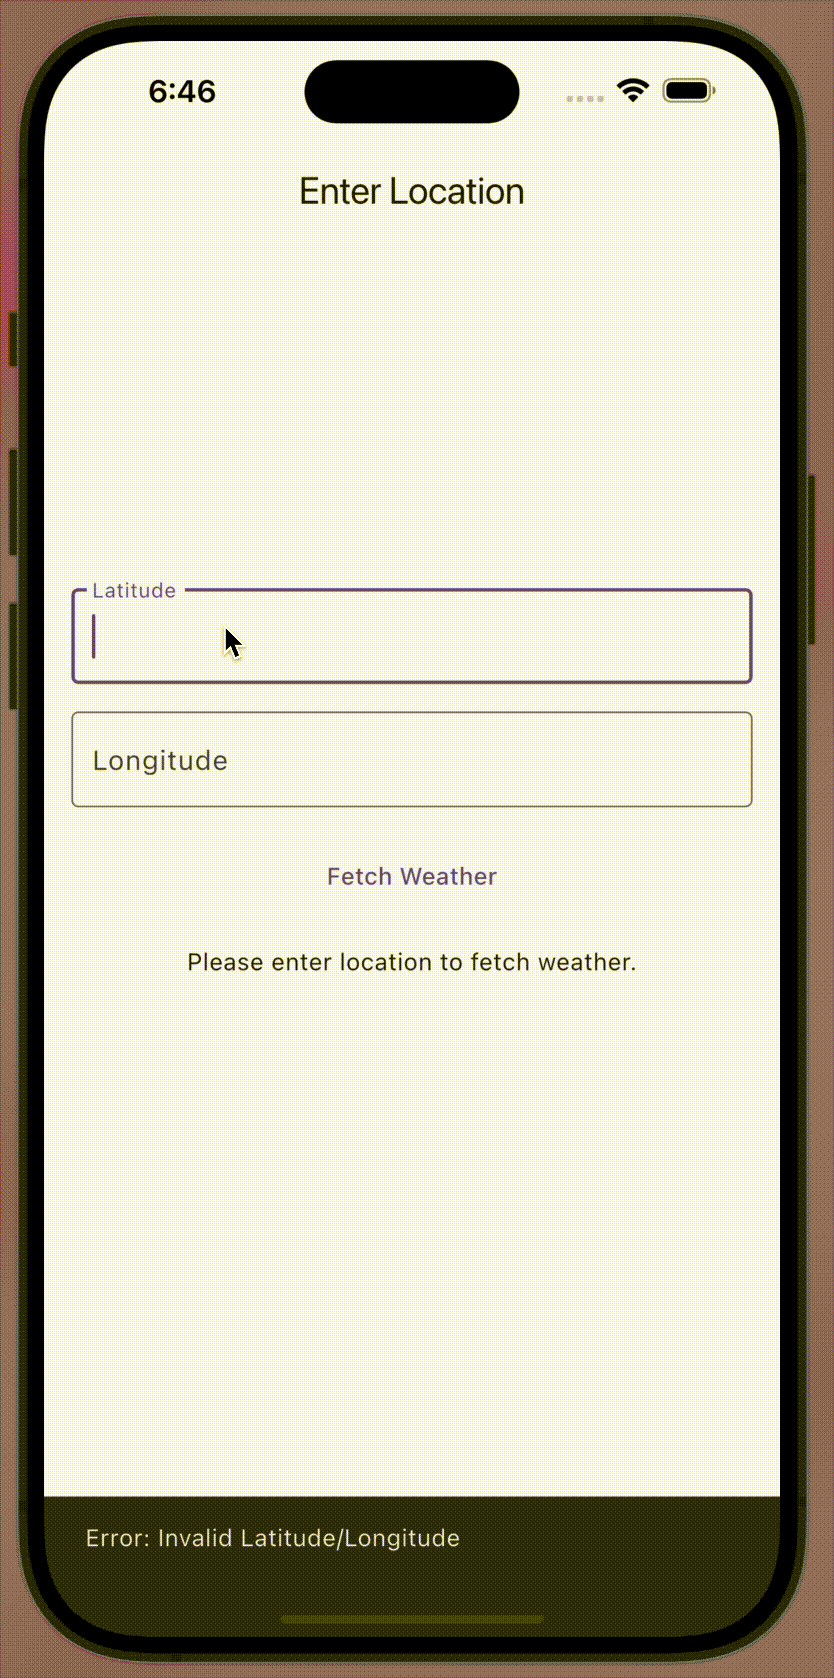 6:46
Enter Location
Latitude
Longitude
Fetch Weather
Please enter location to fetch weather.
Error: Invalid Latitude/Longitude